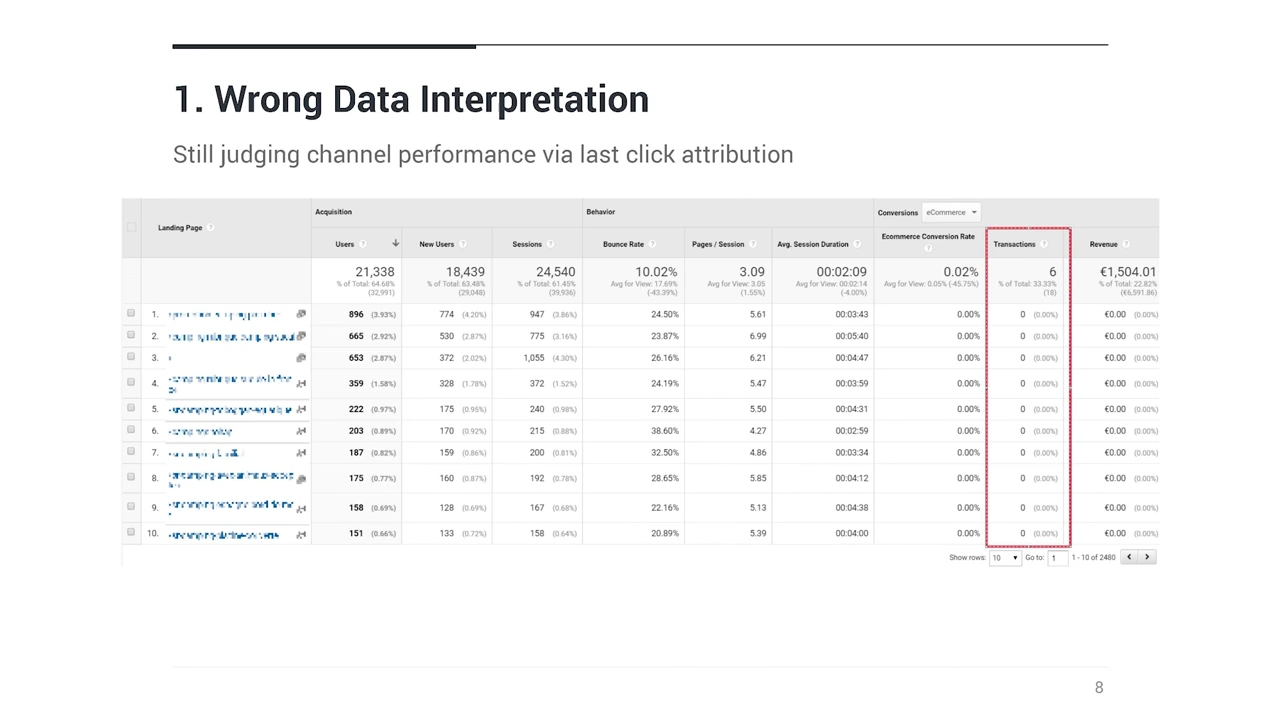 1. Wrong Data Interpretation
Still judging channel performance via last click attribution
Acquisition Behavior Conversions eCommerce
Landing Page Users New Users Sessions Bounce Rate Pages / Session Avg. Session Duration Ecommerce Conversion Rate Transactions Revenue
21,338 18,439 24,540 10.02% 3.09 00:02:09 0.02% 6 €1,504.01
% of Total: 64.68% % of Total: 63.48% % of Total: 61.45% Avg for View: 17.69% Avg for View: 3.05 Avg for View: 00:02:14 Avg for View: 0.05% (-45.75%) % of Total: 33.33% % of Total: 22.82%
(32,991) (29,048) (39,936) (-43.39%) (1.55%) (-4.00%) (18) (€6,591.86)
1. 896 (3.93%) 774 (4.20%) 947 (3.86%) 24.50% 5.61 00:03:43 0.00% 0 (0.00%) €0.00 (0.00%)
2. 665 (2.92%) 530 (2.87%) 775 (3.16%) 23.87% 6.99 00:05:40 0.00% 0 (0.00%) €0.00 (0.00%)
3. 653 (2.87%) 372 (2.02%) 1,055 (4.30%) 26.16% 6.21 00:04:47 0.00% 0 (0.00%) €0.00 (0.00%)
4. 359 (1.58%) 328 (1.78%) 372 (1.52%) 24.19% 5.47 00:03:59 0.00% 0 (0.00%) €0.00 (0.00%)
5. 222 (0.97%) 175 (0.95%) 240 (0.98%) 27.92% 5.50 00:04:31 0.00% 0 (0.00%) €0.00 (0.00%)
6. 203 (0.89%) 170 (0.92%) 215 (0.88%) 38.60% 4.27 00:02:59 0.00% 0 (0.00%) €0.00 (0.00%)
7. 187 (0.82%) 159 (0.86%) 200 (0.81%) 32.50% 4.86 00:03:34 0.00% 0 (0.00%) €0.00 (0.00%)
8. 175 (0.77%) 160 (0.87%) 192 (0.78%) 28.65% 5.85 00:04:12 0.00% 0 (0.00%) €0.00 (0.00%)
9. 158 (0.69%) 128 (0.69%) 167 (0.68%) 22.16% 5.13 00:04:38 0.00% 0 (0.00%) €0.00 (0.00%)
10. 151 (0.66%) 133 (0.72%) 158 (0.64%) 20.89% 5.39 00:04:00 0.00% 0 (0.00%) €0.00 (0.00%)
Show rows: 10 Go to: 1 1 - 10 of 2480
8